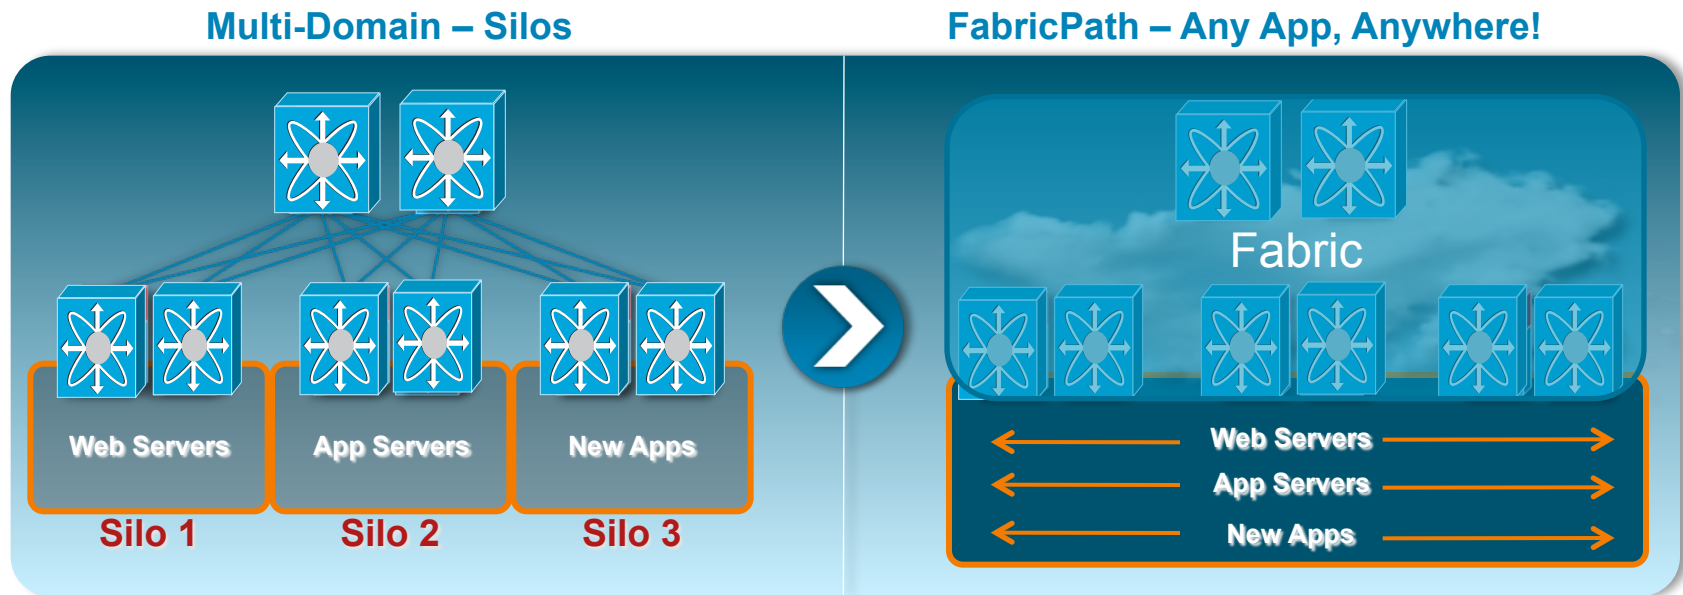 Multi-Domain – Silos
FabricPath – Any App, Anywhere!
Web Servers
App Servers
New Apps
Silo 1
Silo 2
Silo 3
Fabric
Web Servers
App Servers
New Apps